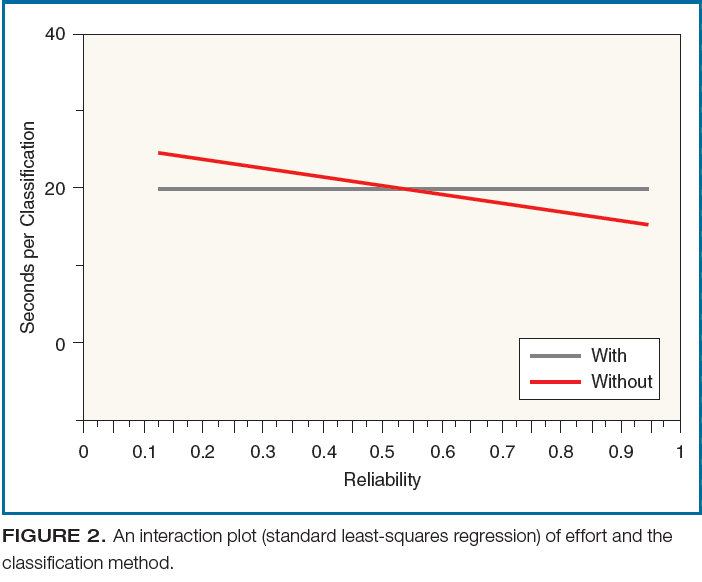 40
20
0
Seconds per Classification
With
Without
0 0.1 0.2 0.3 0.4 0.5 0.6 0.7 0.8 0.9 1
Reliability
FIGURE 2. An interaction plot (standard least-squares regression) of effort and the
classification method.